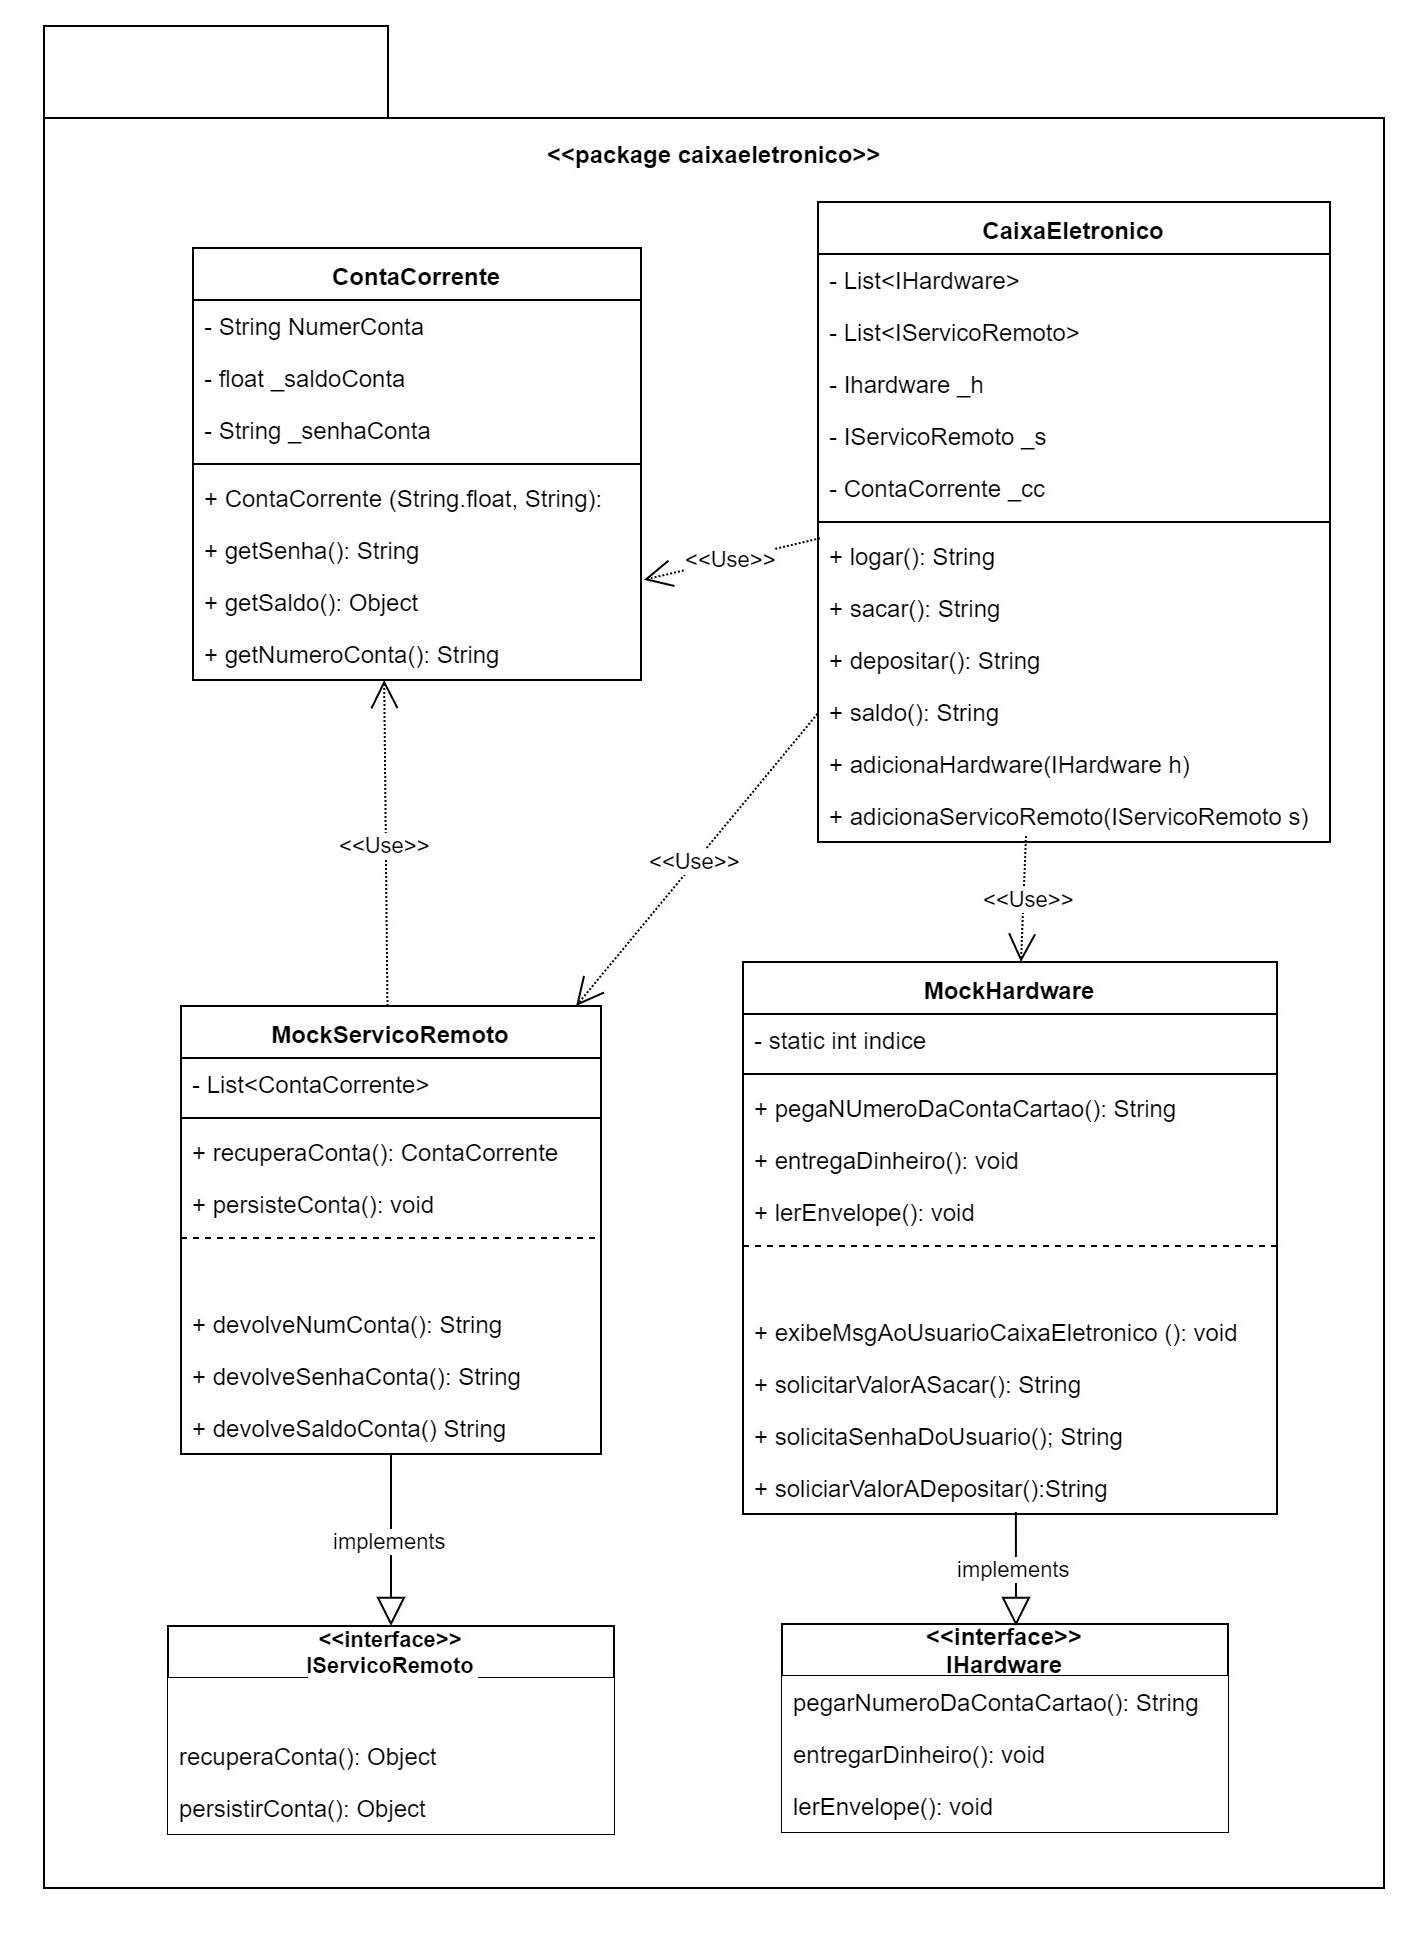 <<package caixaeletronico>>
ContaCorrente
- String NumerConta
- float _saldoConta
- String _senhaConta
+ ContaCorrente (String.float, String):
+ getSenha(): String
+ getSaldo(): Object
+ getNumeroConta(): String
CaixaEletronico
- List<IHardware>
- List<IServicoRemoto>
- Ihardware _h
- IServicoRemoto _s
- ContaCorrente _cc
+ logar(): String
+ sacar(): String
+ depositar(): String
+ saldo(): String
+ adicionaHardware(IHardware h)
+ adicionaServicoRemoto(IServicoRemoto s)
<<Use>>
<<Use>>
<<Use>>
<<Use>>
MockServicoRemoto
- List<ContaCorrente>
+ recuperaConta(): ContaCorrente
+ persisteConta(): void
+ devolveNumConta(): String
+ devolveSenhaConta(): String
+ devolveSaldoConta() String
MockHardware
- static int indice
+ pegaNUmeroDaContaCartao(): String
+ entregaDinheiro(): void
+ lerEnvelope(): void
+ exibeMsgAoUsuarioCaixaEletronico (): void
+ solicitarValorASacar(): String
+ solicitaSenhaDoUsuario(); String
+ soliciarValorADepositar():String
implements
implements
<<interface>>
IServicoRemoto
recuperaConta(): Object
persistirConta(): Object
<<interface>>
IHardware
pegarNumeroDaContaCartao(): String
entregarDinheiro(): void
lerEnvelope(): void